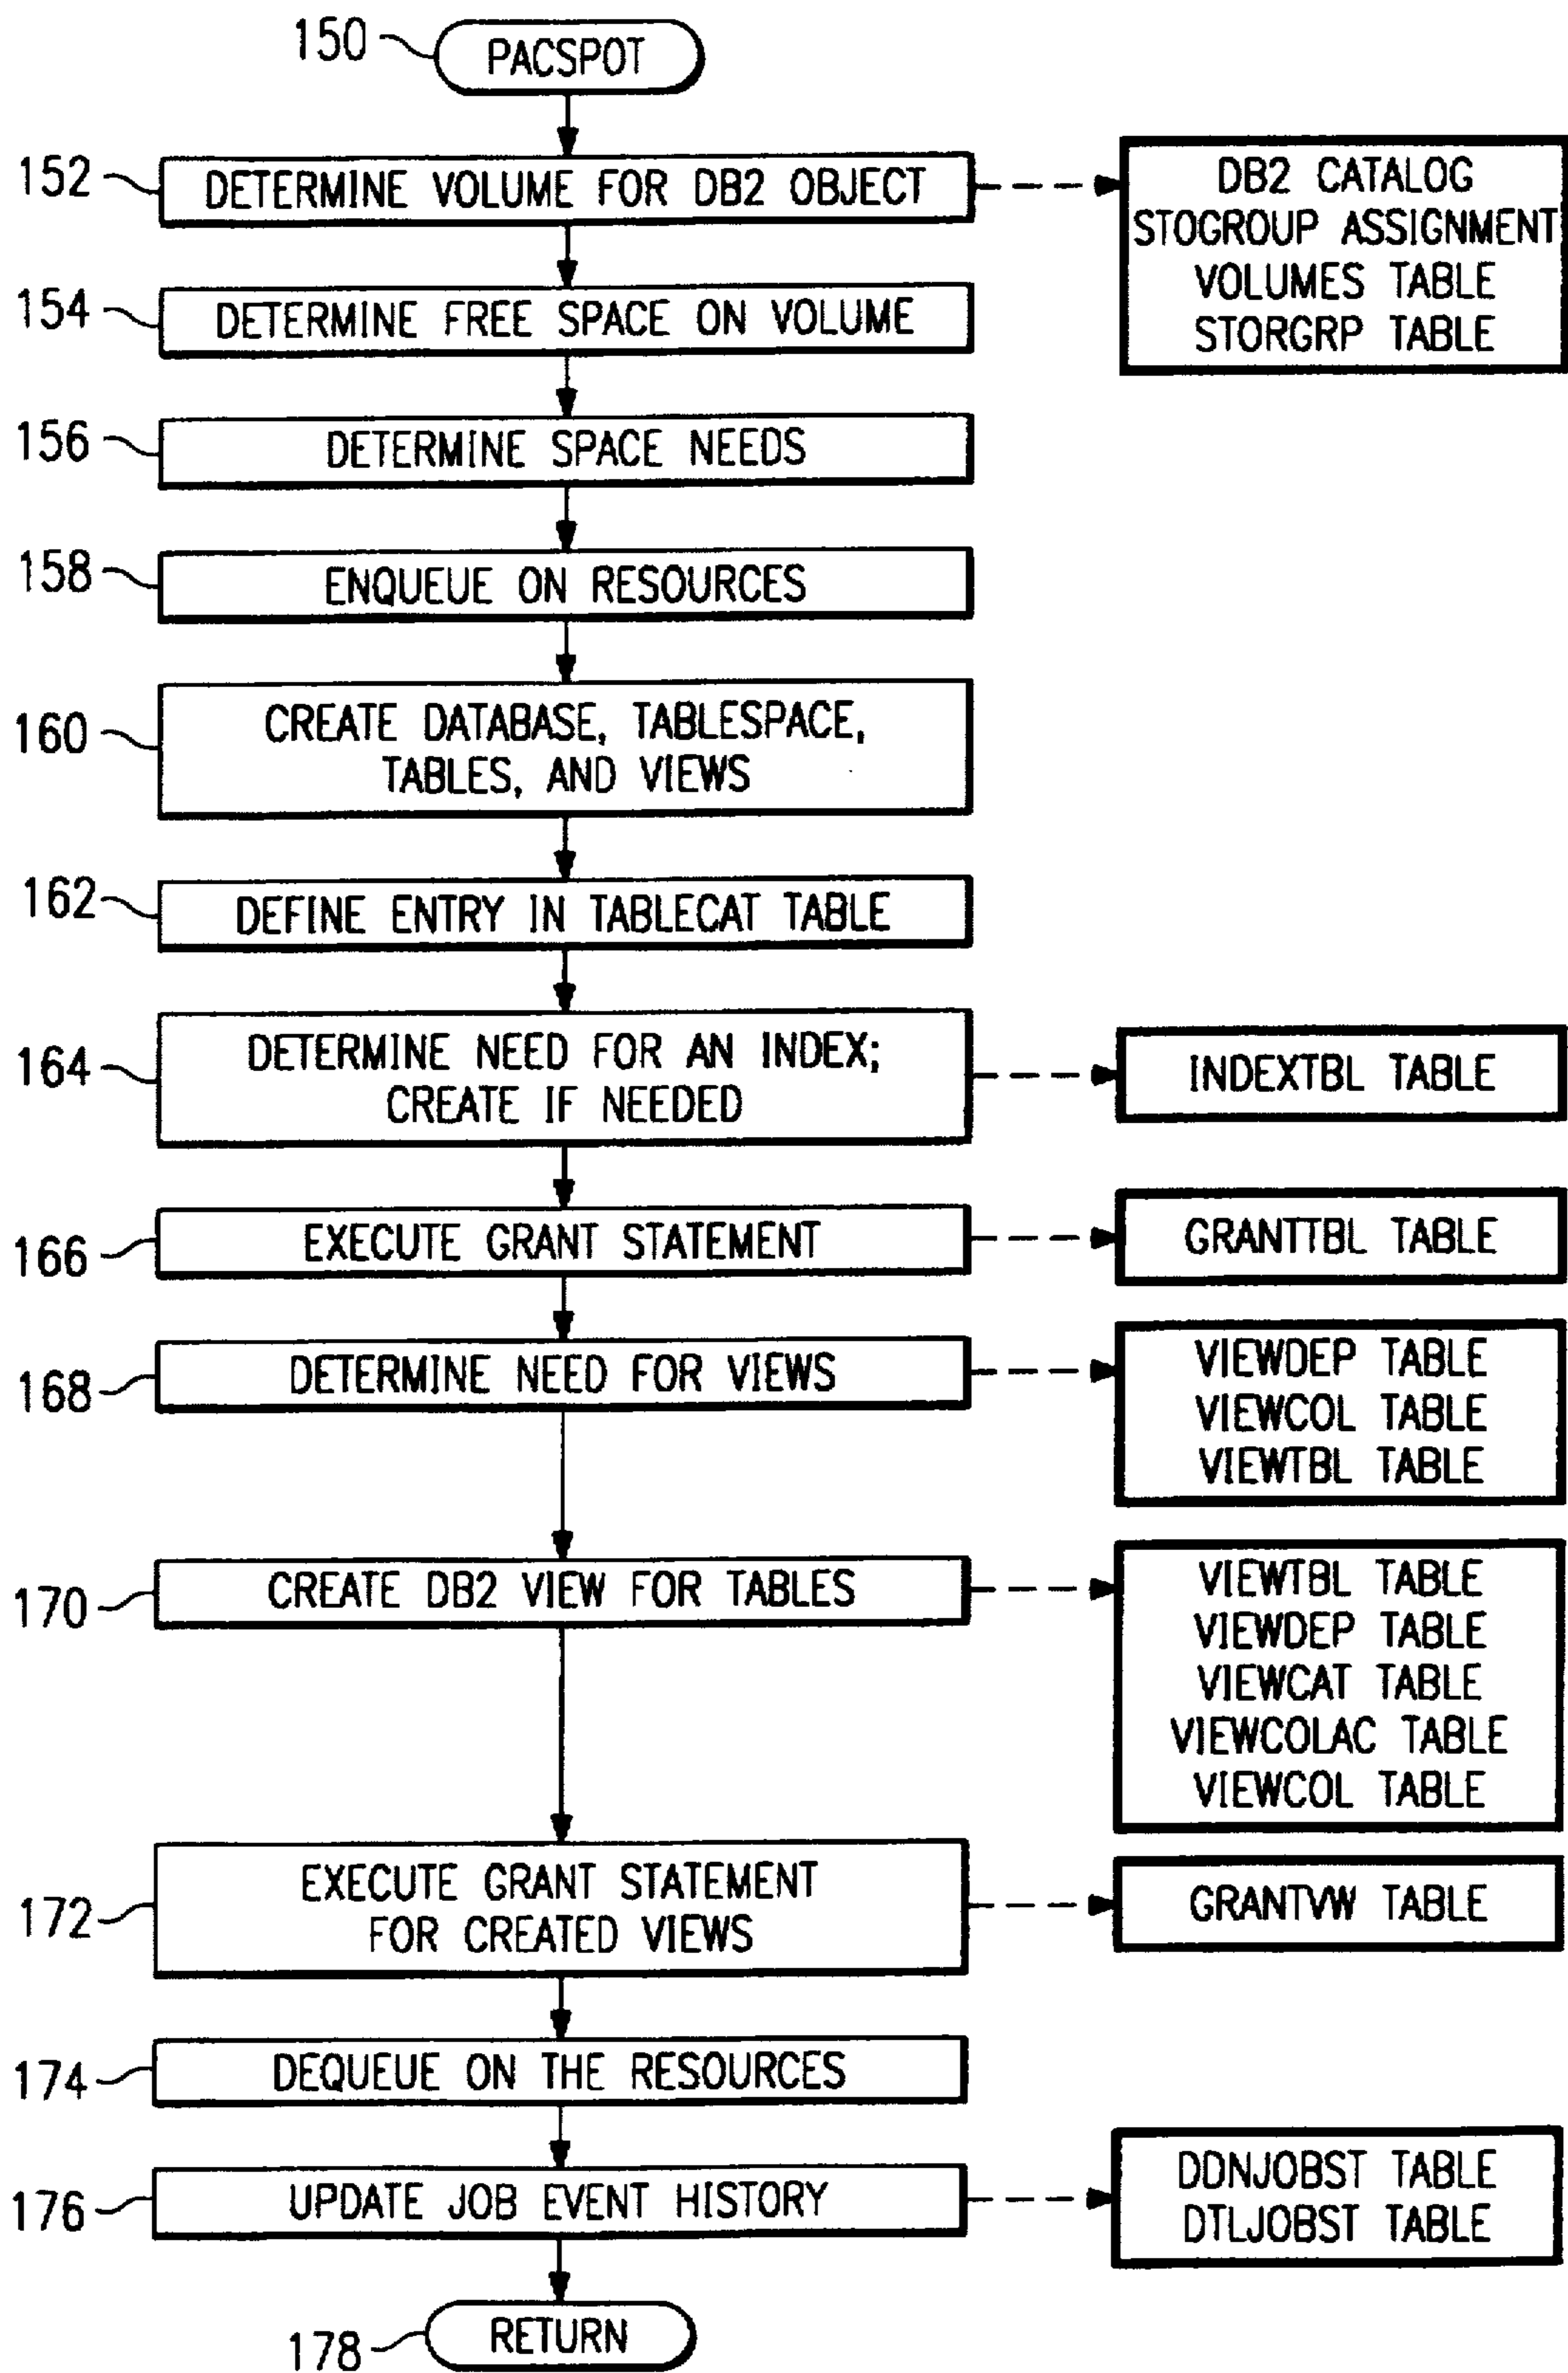 150
PACSPOT
152
DETERMINE VOLUME FOR DB2 OBJECT
DB2 CATALOG
STOGROUP ASSIGNMENT
VOLUMES TABLE
STORGRP TABLE
154
DETERMINE FREE SPACE ON VOLUME
156
DETERMINE SPACE NEEDS
158
ENQUEUE ON RESOURCES
160
CREATE DATABASE, TABLESPACE,
TABLES, AND VIEWS
162
DEFINE ENTRY IN TABLECAT TABLE
164
DETERMINE NEED FOR AN INDEX;
CREATE IF NEEDED
INDEXTBL TABLE
166
EXECUTE GRANT STATEMENT
GRANTTBL TABLE
168
DETERMINE NEED FOR VIEWS
VIEWDEP TABLE
VIEWCOL TABLE
VIEWTBL TABLE
170
CREATE DB2 VIEW FOR TABLES
VIEWTBL TABLE
VIEWDEP TABLE
VIEWCAT TABLE
VIEWCOLAC TABLE
VIEWCOL TABLE
172
EXECUTE GRANT STATEMENT
FOR CREATED VIEWS
GRANTVW TABLE
174
DEQUEUE ON THE RESOURCES
176
UPDATE JOB EVENT HISTORY
DDNJOBST TABLE
DTLJOBST TABLE
178
RETURN